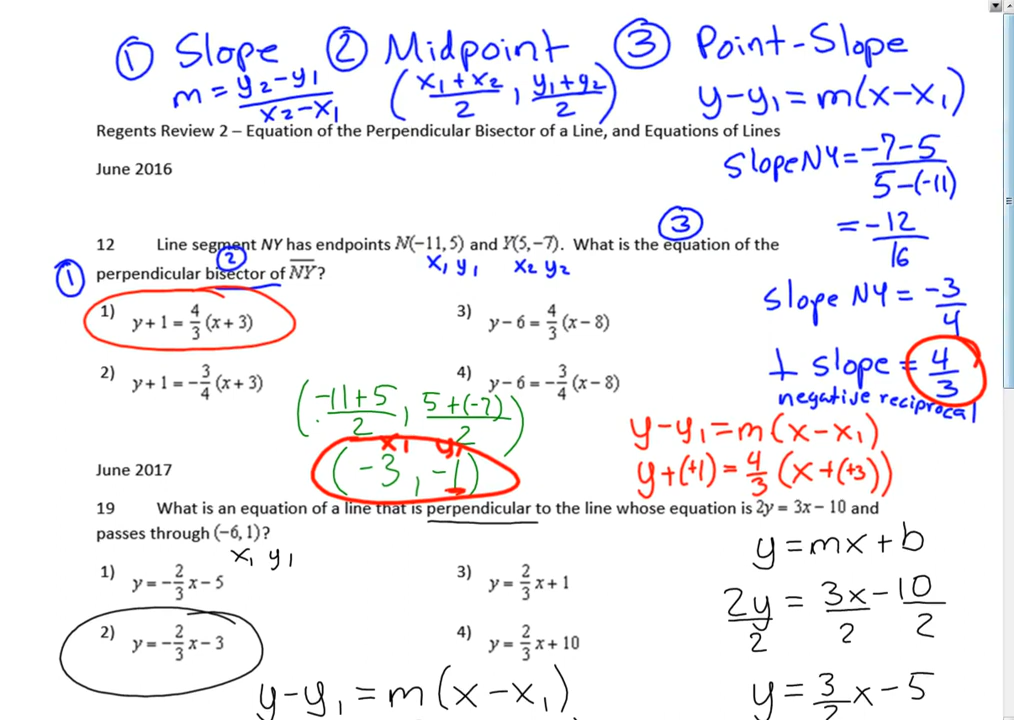 ① Slope ② Midpoint ③ Point-Slope
m = y₂-y₁/x₂-x₁ (x₁+x₂/2, y₁+y₂/2) y-y₁=m(x-x₁)
Regents Review 2 – Equation of the Perpendicular Bisector of a Line, and Equations of Lines
June 2016
Slope NY = -7-5/5-(-11)
= -12/16
③
12 Line segment NY has endpoints N(−11,5) and Y(5,−7). What is the equation of the
x₁ y₁ x₂ y₂
① ②
perpendicular bisector of NY?
slope NY = -3/4
1) y + 1 = 4/3(x + 3) 3) y − 6 = 4/3(x − 8)
2) y + 1 = −3/4(x + 3) 4) y − 6 = −3/4(x − 8)
⊥ slope = 4/3
negative reciprocal
(-11+5/2, 5+(-7)/2)
x₁ y₁
(-3, -1)
y-y₁=m(x-x₁)
y+(+1)=4/3(x+(+3))
June 2017
19 What is an equation of a line that is perpendicular to the line whose equation is 2y = 3x − 10 and
passes through (−6,1)?
x₁ y₁
1) y = −2/3x − 5 3) y = 2/3x + 1
2) y = −2/3x − 3 4) y = 2/3x + 10
y=mx+b
2y/2 = 3x/2 - 10/2
y-y₁ = m(x-x₁)
y = 3/2x - 5